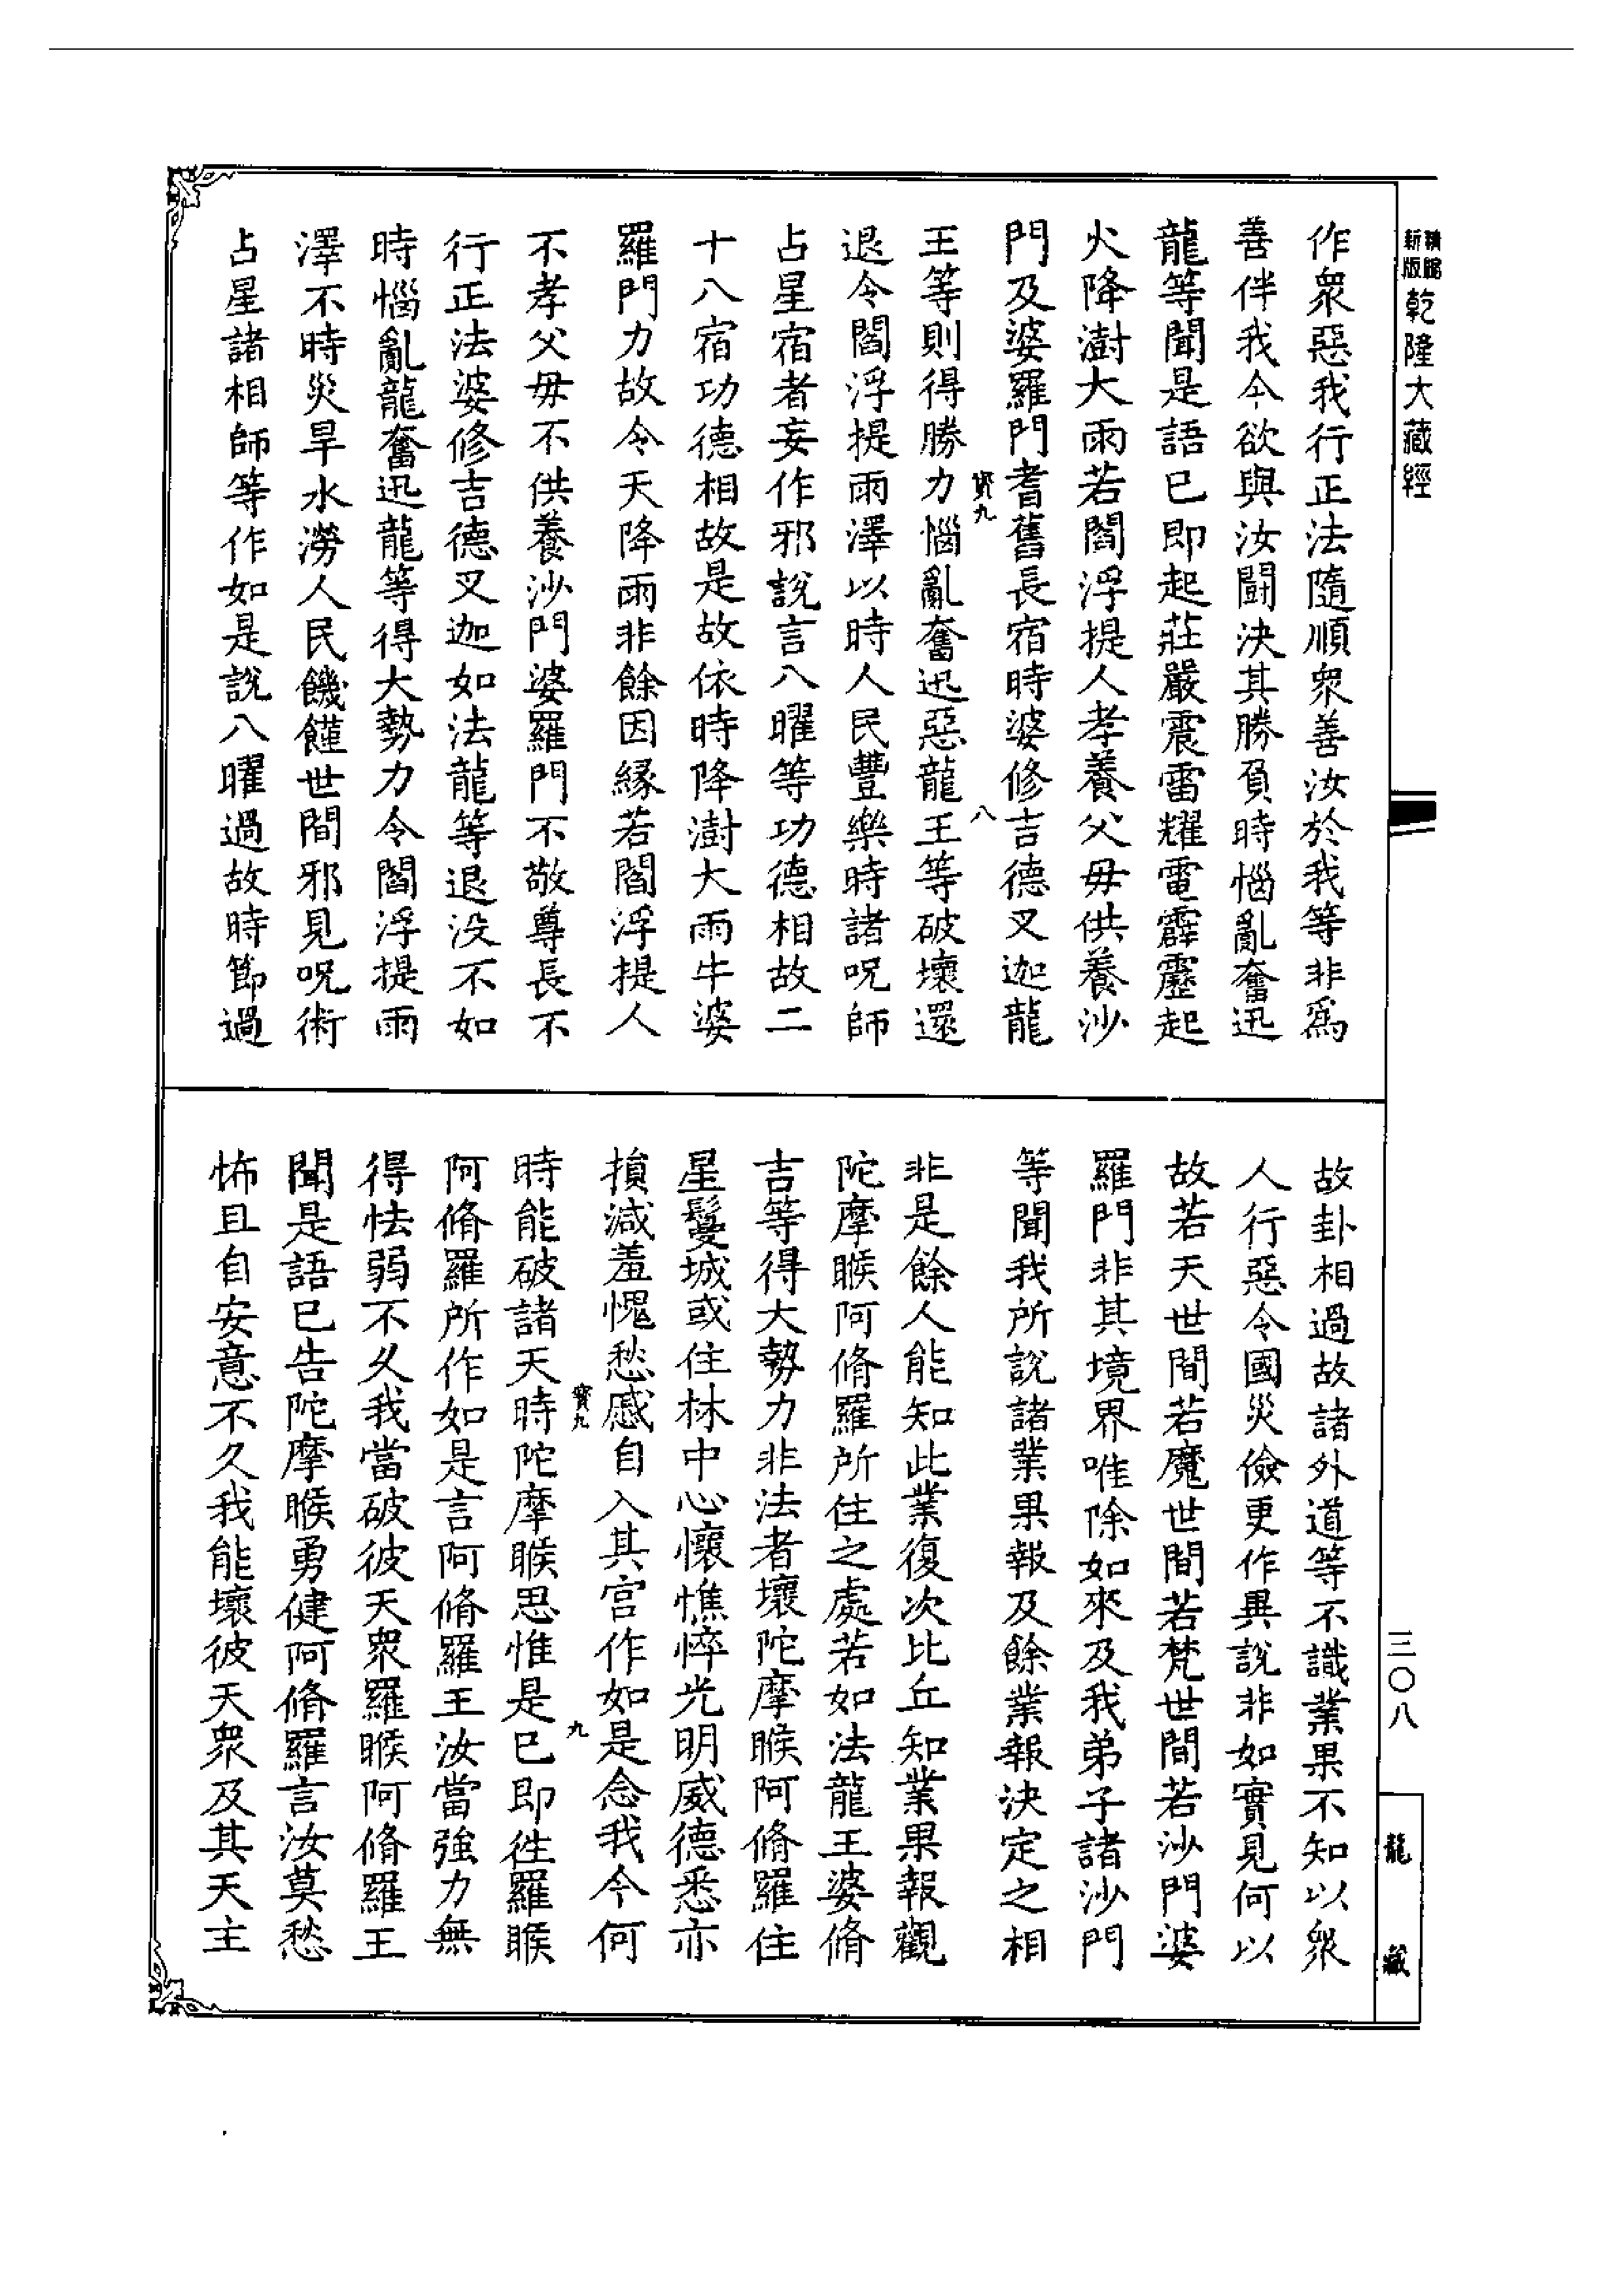 新版 精縮 乾隆大藏經
作衆惡我行正法隨順衆善汝於我等非爲
善伴我今欲與汝鬪決其勝負時惱亂奮迅
龍等聞是語已即起莊嚴震雷耀電霹靂起
火降澍大雨若閻浮提人孝養父母供養沙
門及婆羅門耆舊長宿時婆修吉德叉迦龍
寳九 八
王等則得勝力惱亂奮迅惡龍王等破壞還
退令閻浮提雨澤以時人民豐樂時諸呪師
占星宿者妄作邪說言八曜等功德相故二
十八宿功德相故是故依時降澍大雨牛婆
羅門力故令天降雨非餘因緣若閻浮提人
不孝父母不供養沙門婆羅門不敬尊長不
行正法婆修吉德叉迦如法龍等退没不如
時惱亂龍奮迅龍等得大勢力令閻浮提雨
澤不時災旱水澇人民饑饉世間邪見呪術
占星諸相師等作如是說八曜過故時節過
故卦相過故諸外道等不識業果不知以衆
人行惡令國災儉更作異說非如實見何以
故若天世間若魔世間若梵世間若沙門婆
羅門非其境界唯除如來及我弟子諸沙門
等聞我所說諸業果報及餘業報決定之相
非是餘人能知此業復次比丘知業果報觀
陀摩睺阿脩羅所住之處若如法龍王婆脩
吉等得大勢力非法者壞陀摩睺阿脩羅住
星鬘城或住林中心懷憔悴光明威德悉亦
損減羞愧愁慼自入其宮作如是念我今何
寳九 九
時能破諸天時陀摩睺思惟是已即徃羅睺
阿脩羅所作如是言阿脩羅王汝當強力無
得怯弱不久我當破彼天衆羅睺阿脩羅王
聞是語已告陀摩睺勇健阿脩羅言汝莫愁
怖且自安意不久我能壞彼天衆及其天主
三〇八
龍藏